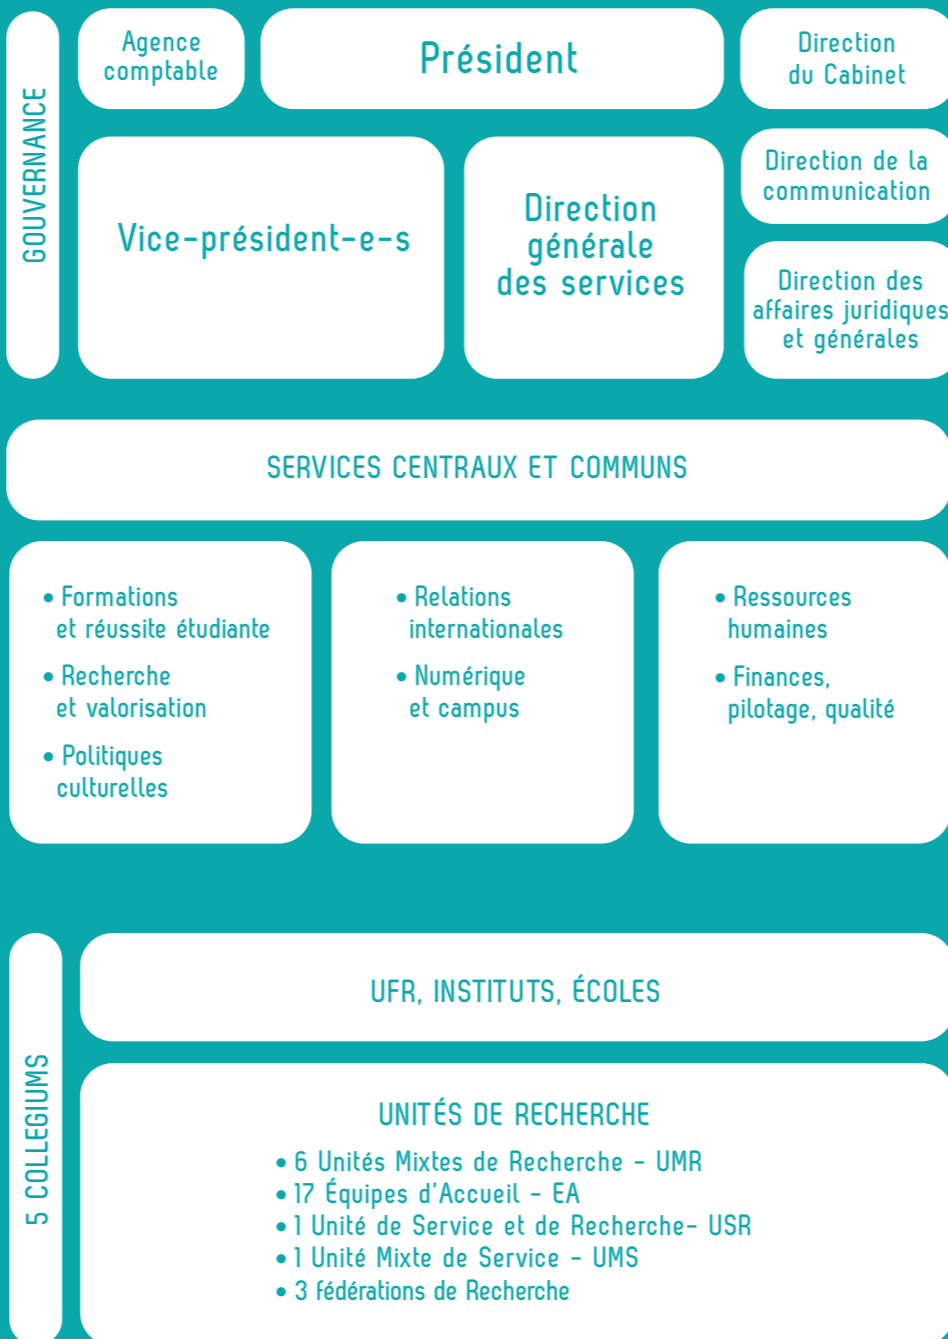 GOUVERNANCE
Agence
comptable
Président
Direction
du Cabinet
Vice-président-e-s
Direction
générale
des services
Direction de la
communication
Direction des
affaires juridiques
et générales
SERVICES CENTRAUX ET COMMUNS
• Formations
et réussite étudiante
• Recherche
et valorisation
• Politiques
culturelles
• Relations
internationales
• Numérique
et campus
• Ressources
humaines
• Finances,
pilotage, qualité
5 COLLEGIUMS
UFR, INSTITUTS, ÉCOLES
UNITÉS DE RECHERCHE
• 6 Unités Mixtes de Recherche - UMR
• 17 Équipes d'Accueil - EA
• 1 Unité de Service et de Recherche- USR
• 1 Unité Mixte de Service - UMS
• 3 fédérations de Recherche